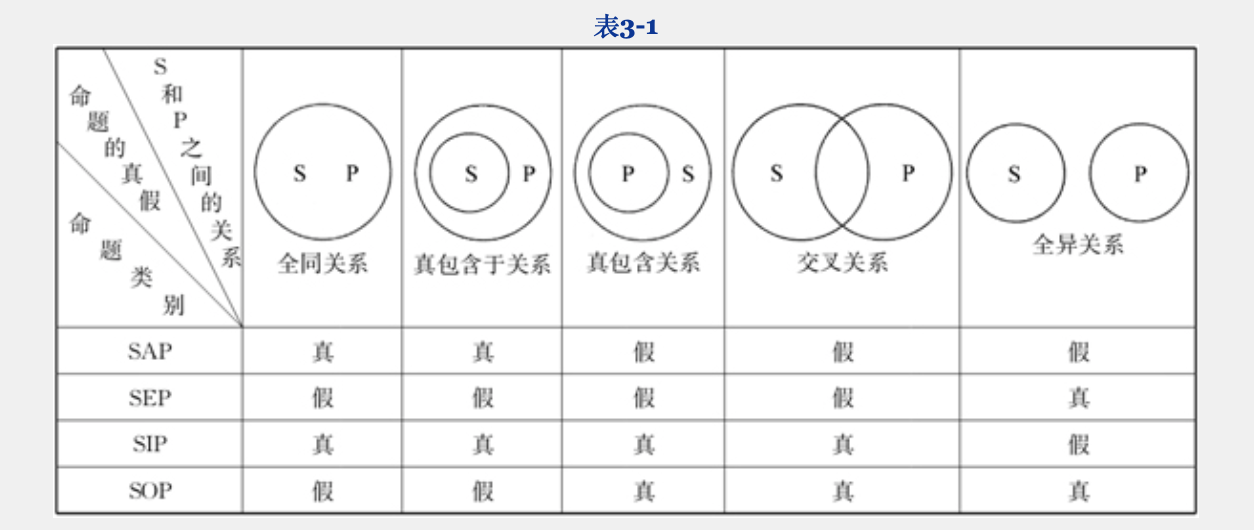 表3-1
S和P之间的关系
命题的真假
命题类别
S P
S P
P S
S P
S P
全同关系 真包含于关系 真包含关系 交叉关系 全异关系
SAP 真 真 假 假 假
SEP 假 假 假 假 真
SIP 真 真 真 真 假
SOP 假 假 真 真 真